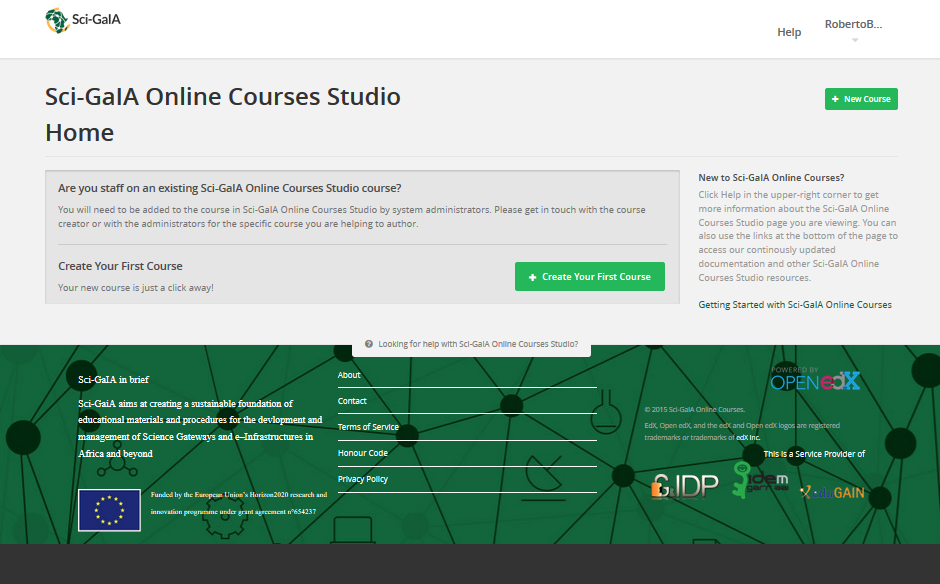 Sci-GaIA
Help
RobertoB...
Sci-GaIA Online Courses Studio
Home
+ New Course
Are you staff on an existing Sci-GaIA Online Courses Studio course?
You will need to be added to the course in Sci-GaIA Online Courses Studio by system administrators. Please get in touch with the course
creator or with the administrators for the specific course you are helping to author.
Create Your First Course
Your new course is just a click away!
+ Create Your First Course
New to Sci-GaIA Online Courses?
Click Help in the upper-right corner to get
more information about the Sci-GaIA Online
Courses Studio page you are viewing. You can
also use the links at the bottom of the page to
access our continously updated
documentation and other Sci-GaIA Online
Courses Studio resources.
Getting Started with Sci-GaIA Online Courses
Looking for help with Sci-GaIA Online Courses Studio?
Sci-GaIA in brief
Sci-GaiA aims at creating a sustainable foundation of
educational materials and procedures for the devlopment and
management of Science Gateways and e-Infrastructures in
Africa and beyond
Funded by the European Union's Horizon2020 research and
innovation programme under grant agreement n°654237
About
Contact
Terms of Service
Honour Code
Privacy Policy
POWERED BY
OPEN edX
© 2015 Sci-GaIA Online Courses.
EdX, Open edX, and the edX and Open edX logos are registered
trademarks or trademarks of edX Inc.
This is a Service Provider of
GrIDP
idem
eduGAIN